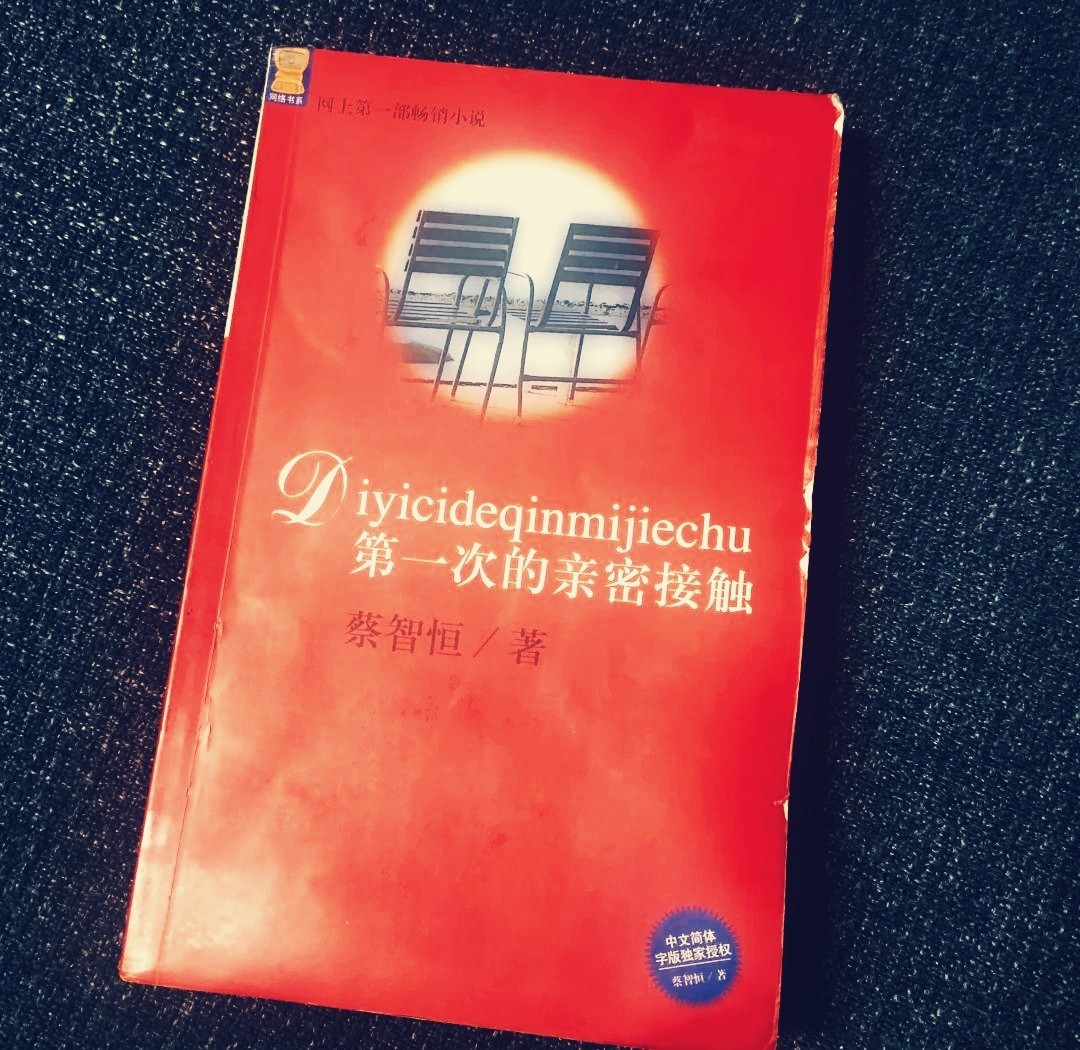 网络书系
网上第一部畅销小说
Diyicideqinmijiechu
第一次的亲密接触
蔡智恒/著
中文简体
字版独家授权
蔡智恒/著